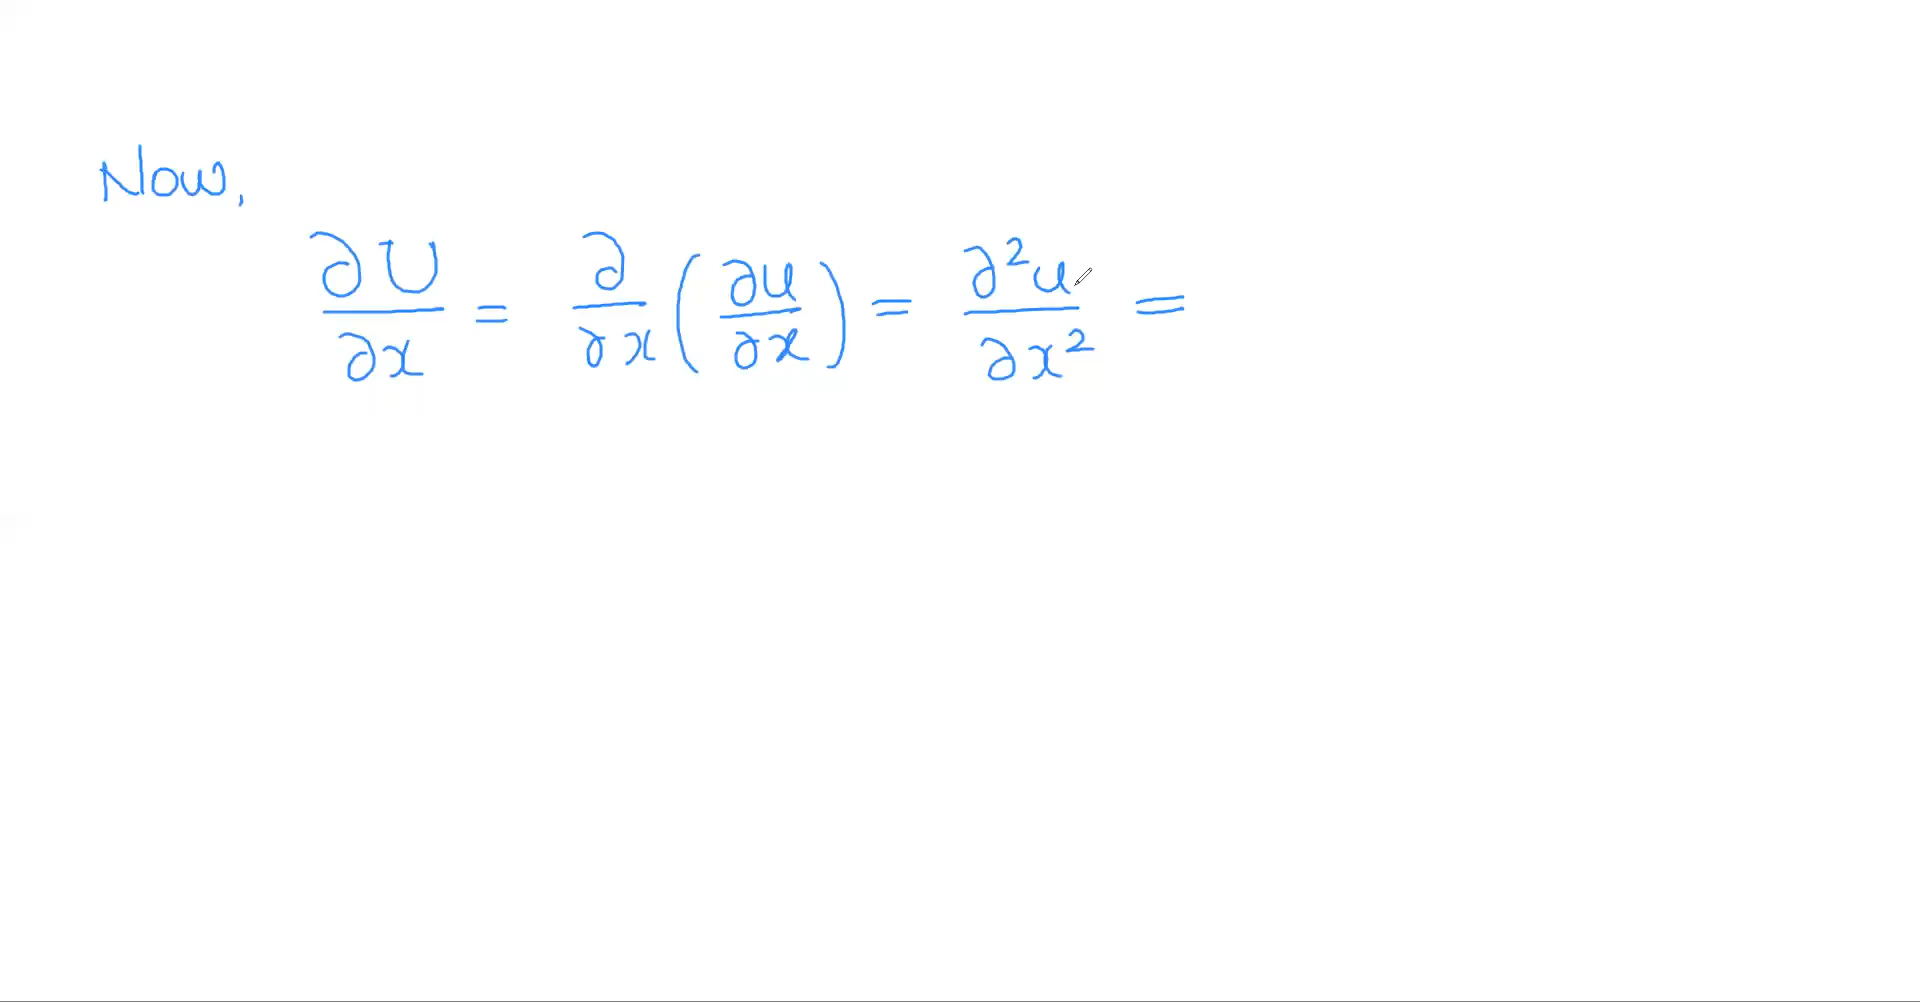 Now,
∂U/∂x = ∂/∂x (∂u/∂x) = ∂²u/∂x² =